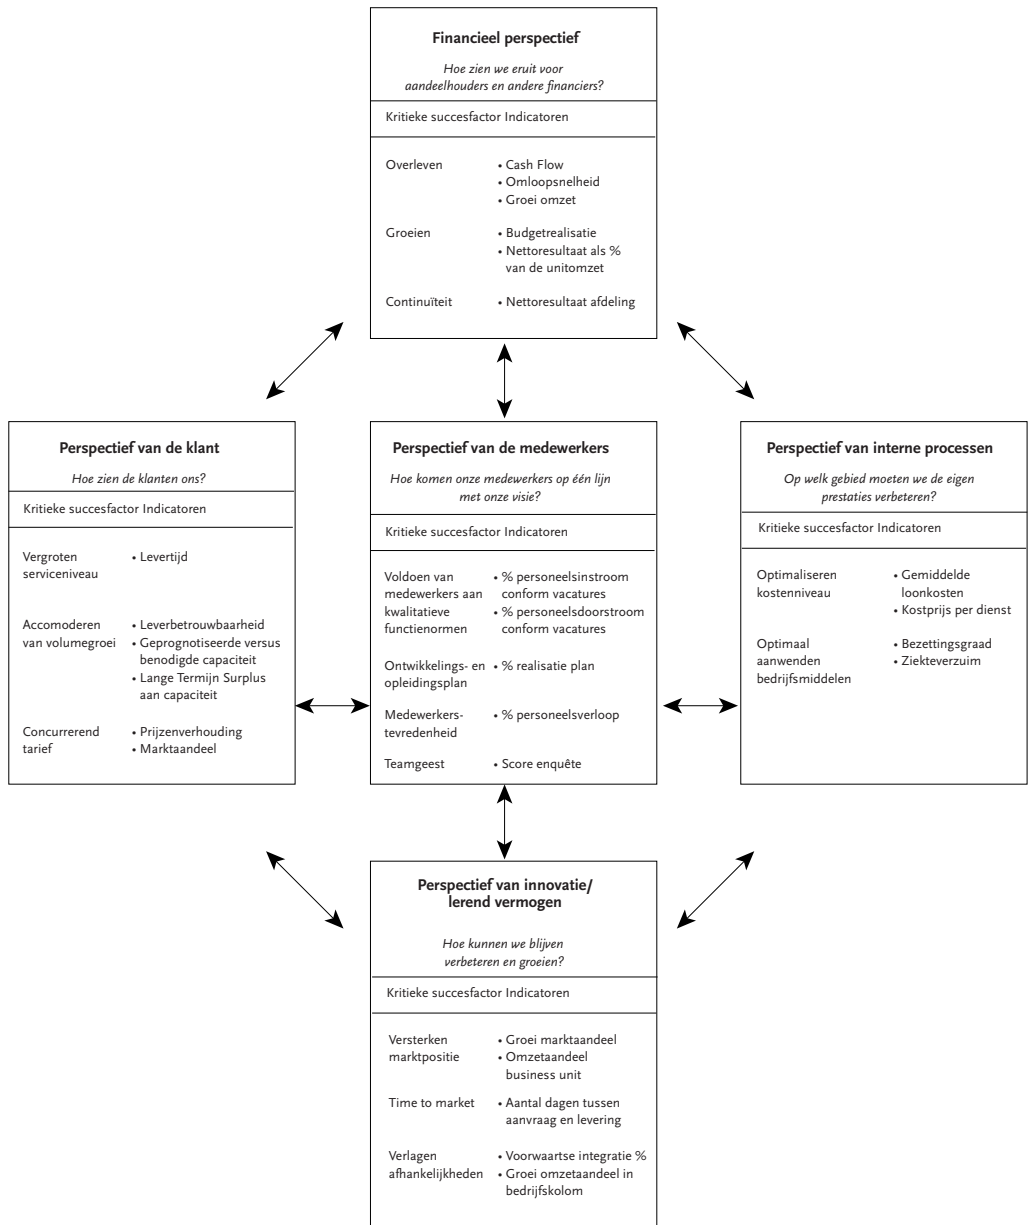 Financieel perspectief
Hoe zien we eruit voor
aandeelhouders en andere financiers?
Kritieke succesfactor Indicatoren
Overleven • Cash Flow
• Omloopsnelheid
• Groei omzet
Groeien • Budgetrealisatie
• Nettoresultaat als %
van de unitomzet
Continuïteit • Nettoresultaat afdeling
Perspectief van de klant
Hoe zien de klanten ons?
Kritieke succesfactor Indicatoren
Vergroten • Levertijd
serviceniveau
Accomoderen • Leverbetrouwbaarheid
van volumegroei • Geprognotiseerde versus
benodigde capaciteit
• Lange Termijn Surplus
aan capaciteit
Concurrerend • Prijzenverhouding
tarief • Marktaandeel
Perspectief van de medewerkers
Hoe komen onze medewerkers op één lijn
met onze visie?
Kritieke succesfactor Indicatoren
Voldoen van • % personeelsinstroom
medewerkers aan conform vacatures
kwalitatieve • % personeelsdoorstroom
functienormen conform vacatures
Ontwikkelings- en • % realisatie plan
opleidingsplan
Medewerkers- • % personeelsverloop
tevredenheid
Teamgeest • Score enquête
Perspectief van interne processen
Op welk gebied moeten we de eigen
prestaties verbeteren?
Kritieke succesfactor Indicatoren
Optimaliseren • Gemiddelde
kostenniveau loonkosten
• Kostprijs per dienst
Optimaal • Bezettingsgraad
aanwenden • Ziekteverzuim
bedrijfsmiddelen
Perspectief van innovatie/
lerend vermogen
Hoe kunnen we blijven
verbeteren en groeien?
Kritieke succesfactor Indicatoren
Versterken • Groei marktaandeel
marktpositie • Omzetaandeel
business unit
Time to market • Aantal dagen tussen
aanvraag en levering
Verlagen • Voorwaartse integratie %
afhankelijkheden • Groei omzetaandeel in
bedrijfskolom